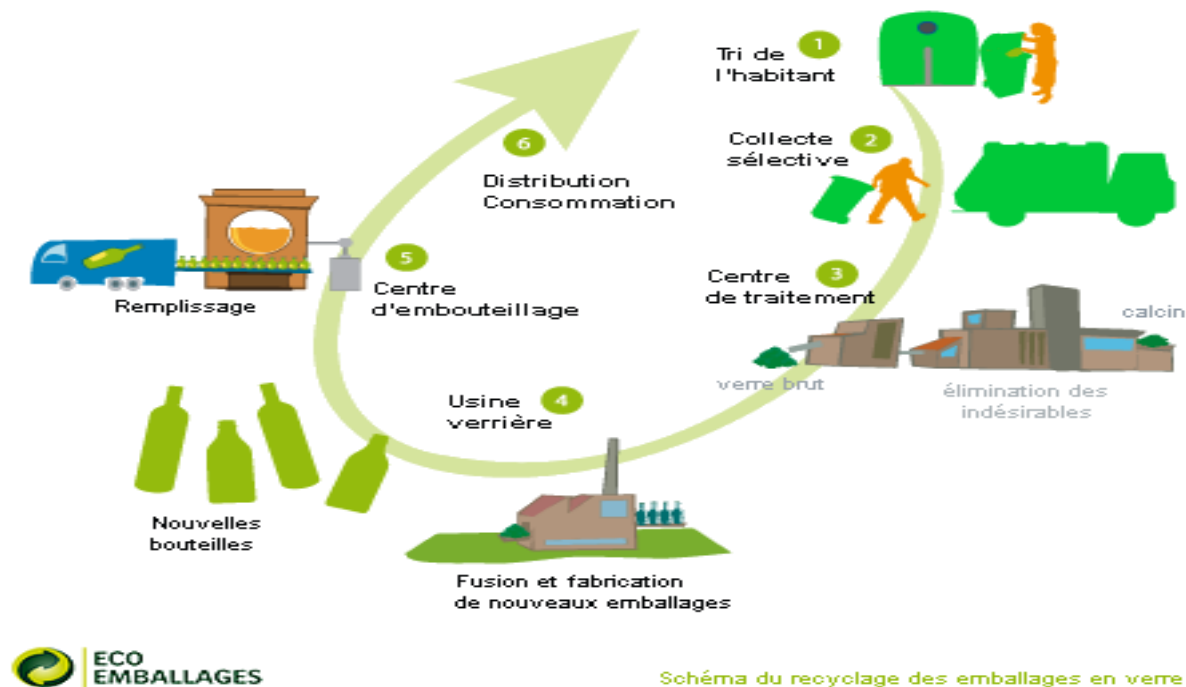 1
Tri de
l'habitant
2
Collecte
sélective
3
Centre
de traitement
calcin
verre brut
élimination des
indésirables
4
Usine
verrière
Fusion et fabrication
de nouveaux emballages
Nouvelles
bouteilles
5
Centre
d'embouteillage
Remplissage
6
Distribution
Consommation
ECO
EMBALLAGES
Schéma du recyclage des emballages en verre